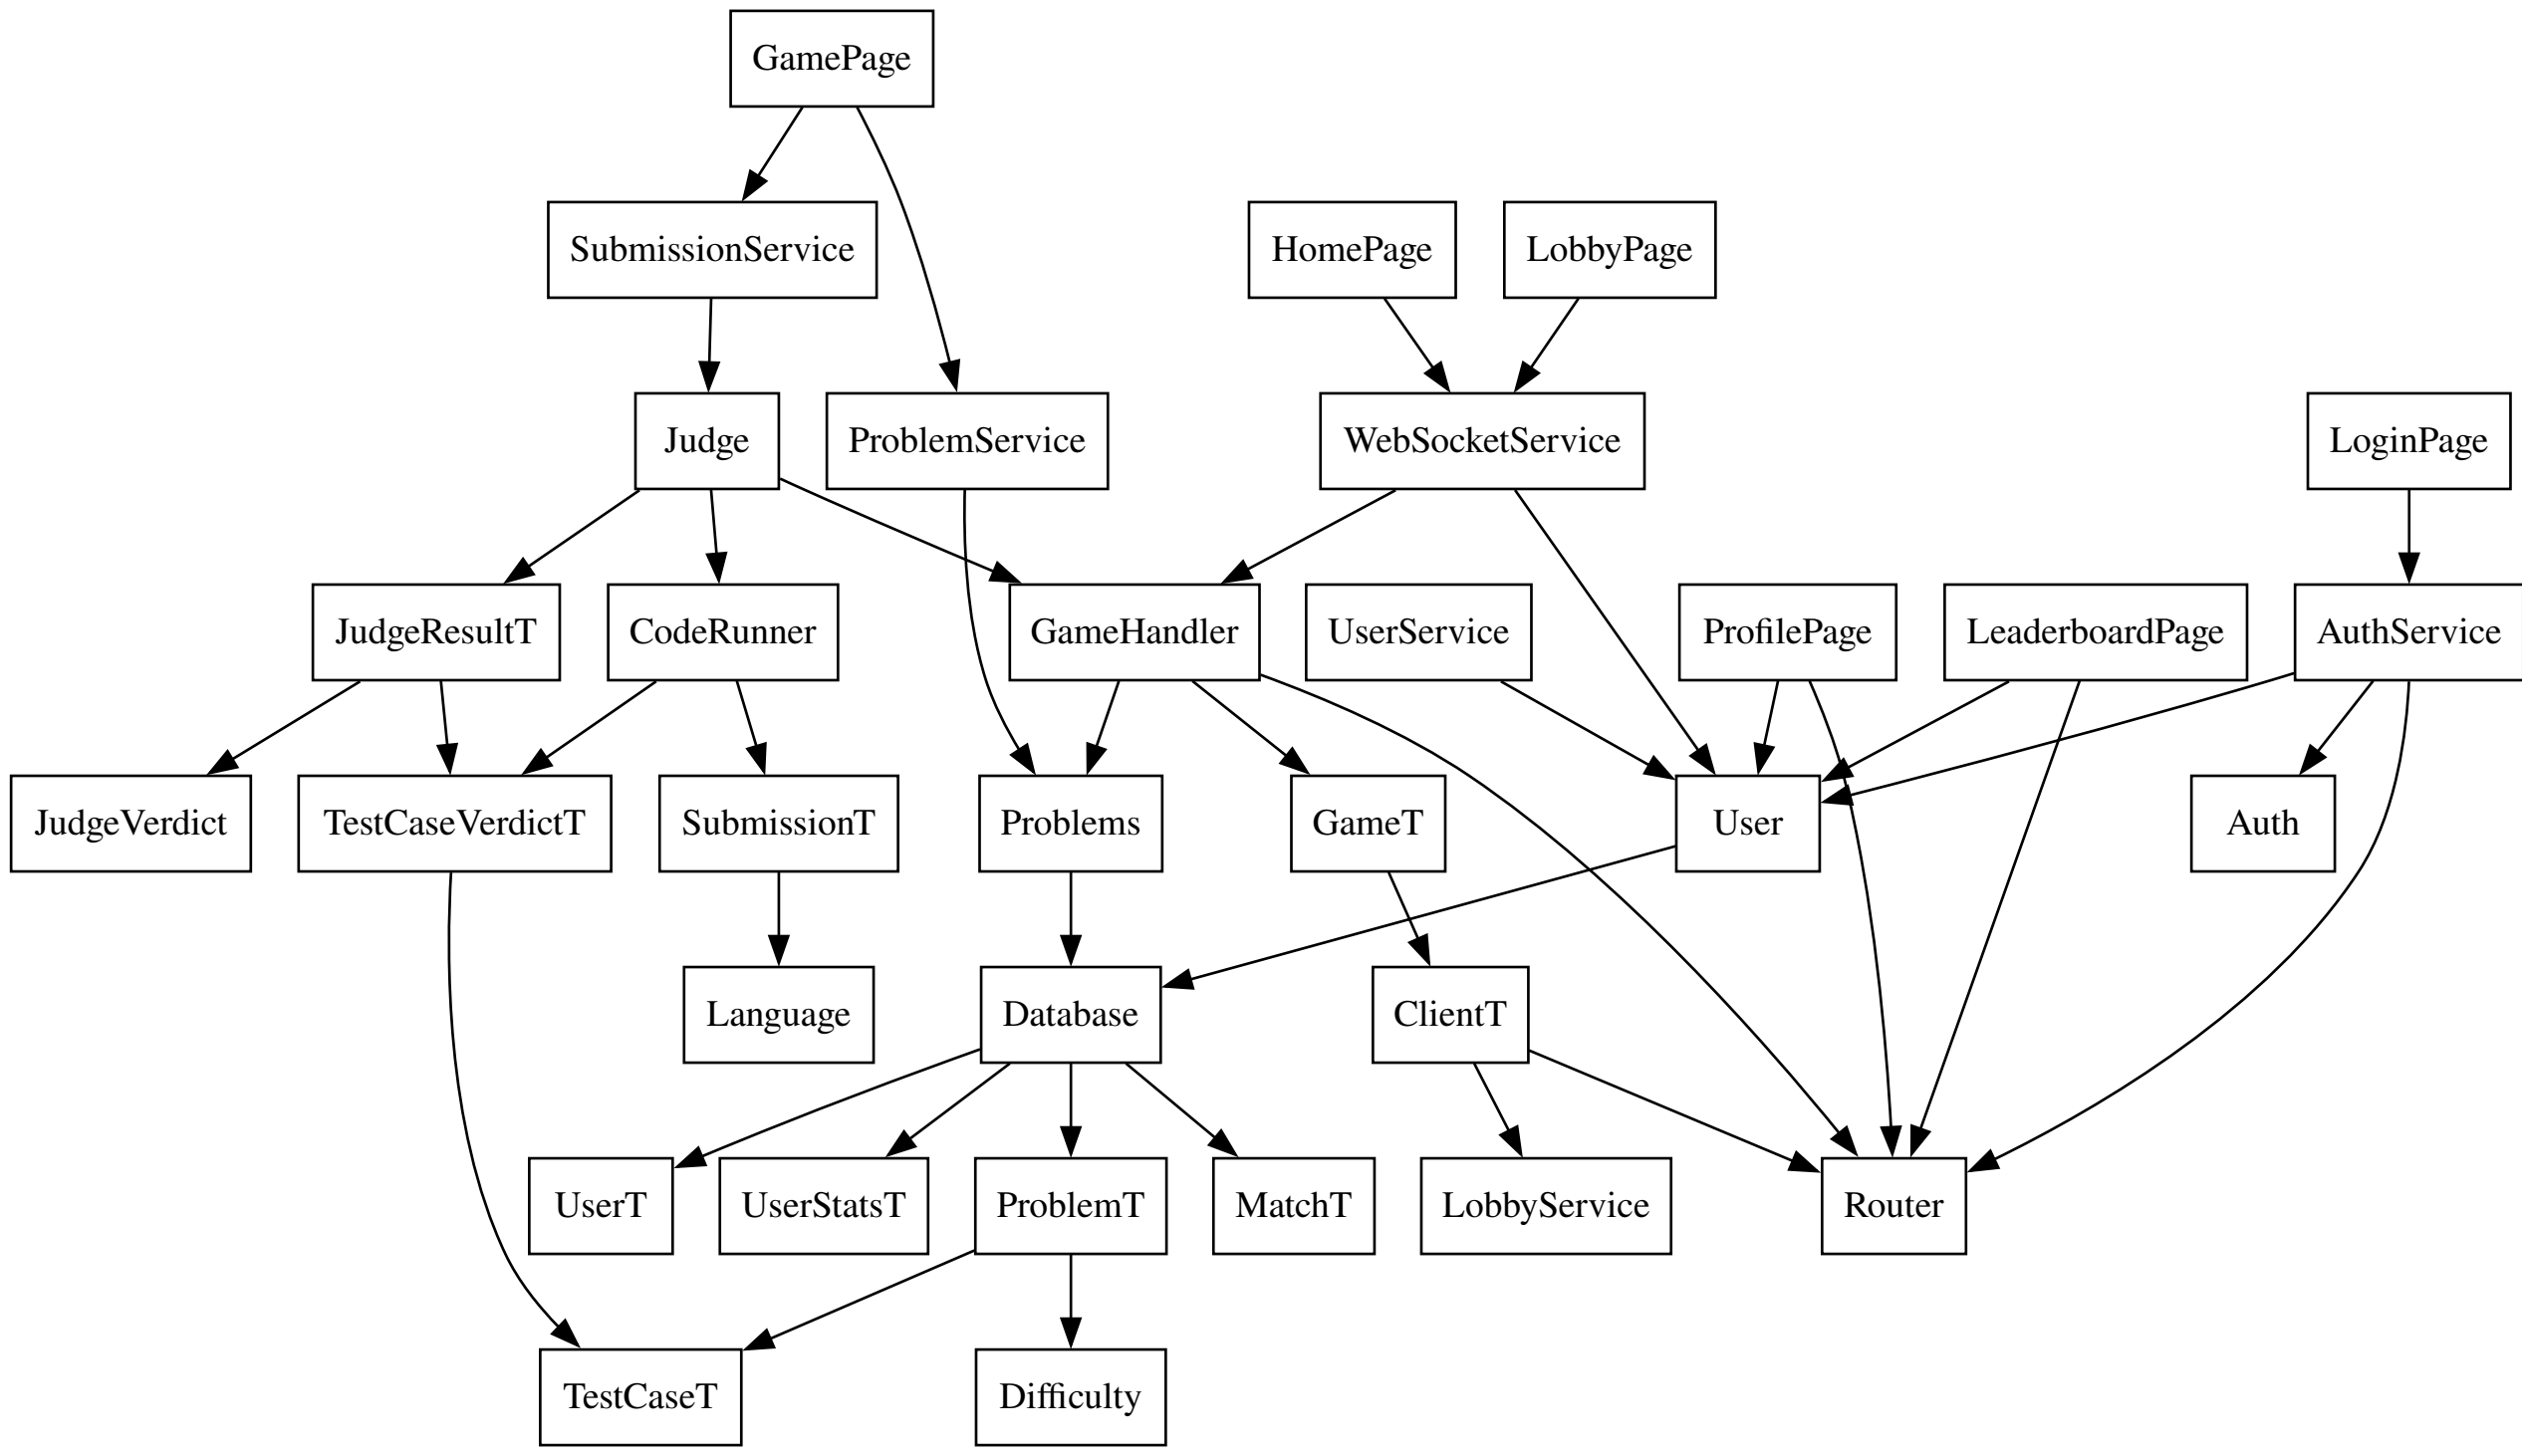 GamePage
SubmissionService
HomePage
LobbyPage
Judge
ProblemService
WebSocketService
LoginPage
JudgeResultT
CodeRunner
GameHandler
UserService
ProfilePage
LeaderboardPage
AuthService
JudgeVerdict
TestCaseVerdictT
SubmissionT
Problems
GameT
User
Auth
Language
Database
ClientT
UserT
UserStatsT
ProblemT
MatchT
LobbyService
Router
TestCaseT
Difficulty